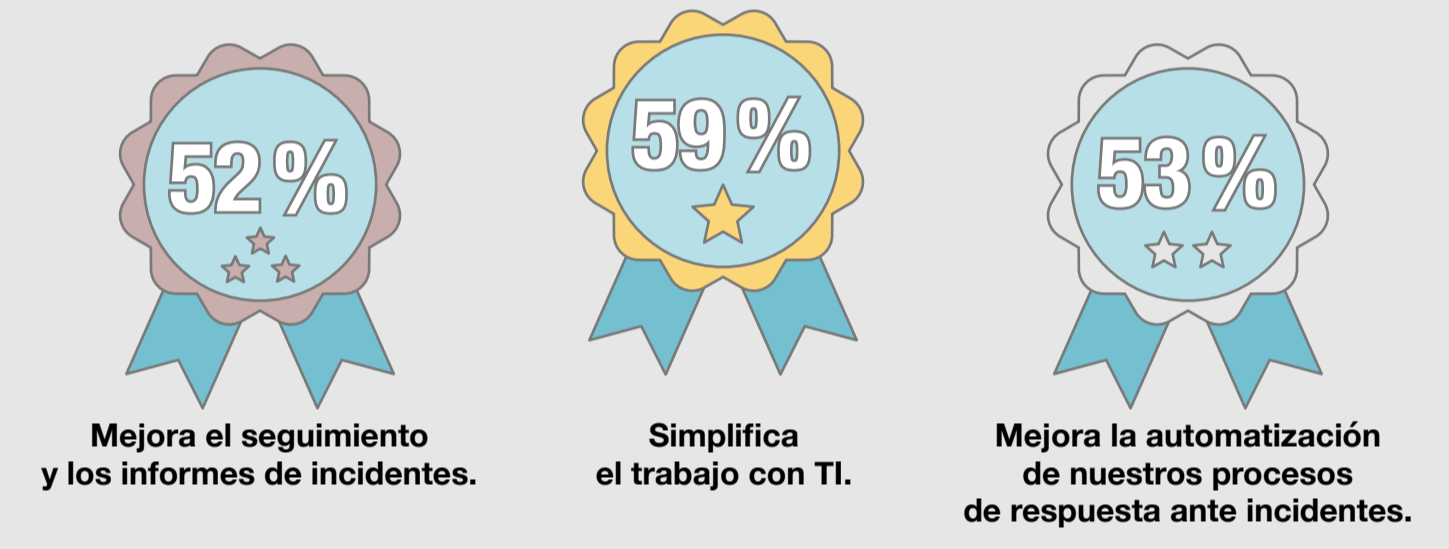 52 %
Mejora el seguimiento
y los informes de incidentes.
59 %
Simplifica
el trabajo con TI.
53 %
Mejora la automatización
de nuestros procesos
de respuesta ante incidentes.